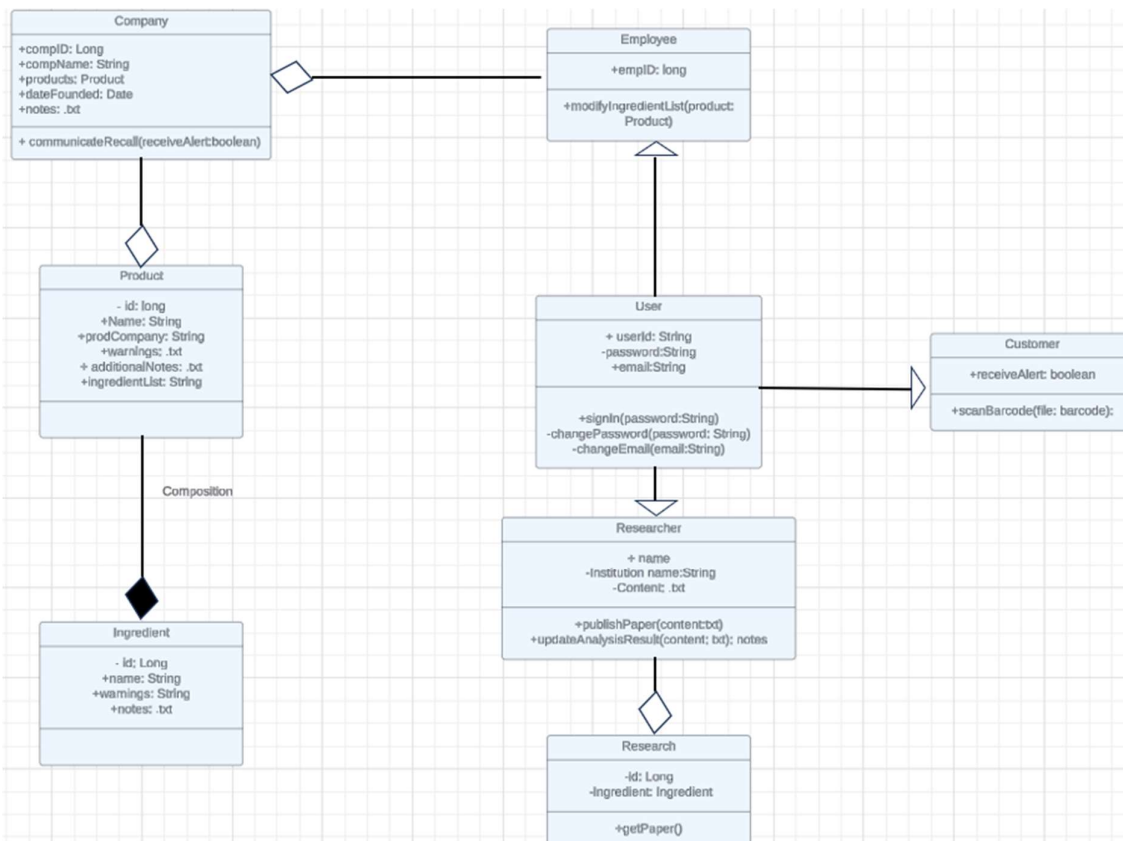 Company
+compID: Long
+compName: String
+products: Product
+dateFounded: Date
+notes: .txt
+ communicateRecall(receiveAlert:boolean)
Employee
+empID: long
+modifyIngredientList(product:
Product)
Product
- id: long
+Name: String
+prodCompany: String
+warnings: .txt
+ additionalNotes: .txt
+ingredientList: String
Composition
Ingredient
- id: Long
+name: String
+warnings: String
+notes: .txt
User
+ userId: String
-password:String
+email:String
+signIn(password:String)
-changePassword(password: String)
-changeEmail(email:String)
Customer
+receiveAlert: boolean
+scanBarcode(file: barcode):
Researcher
+ name
-Institution name:String
-Content: .txt
+publishPaper(content:txt)
+updateAnalysisResult(content; txt): notes
Research
-id: Long
-Ingredient: Ingredient
+getPaper()